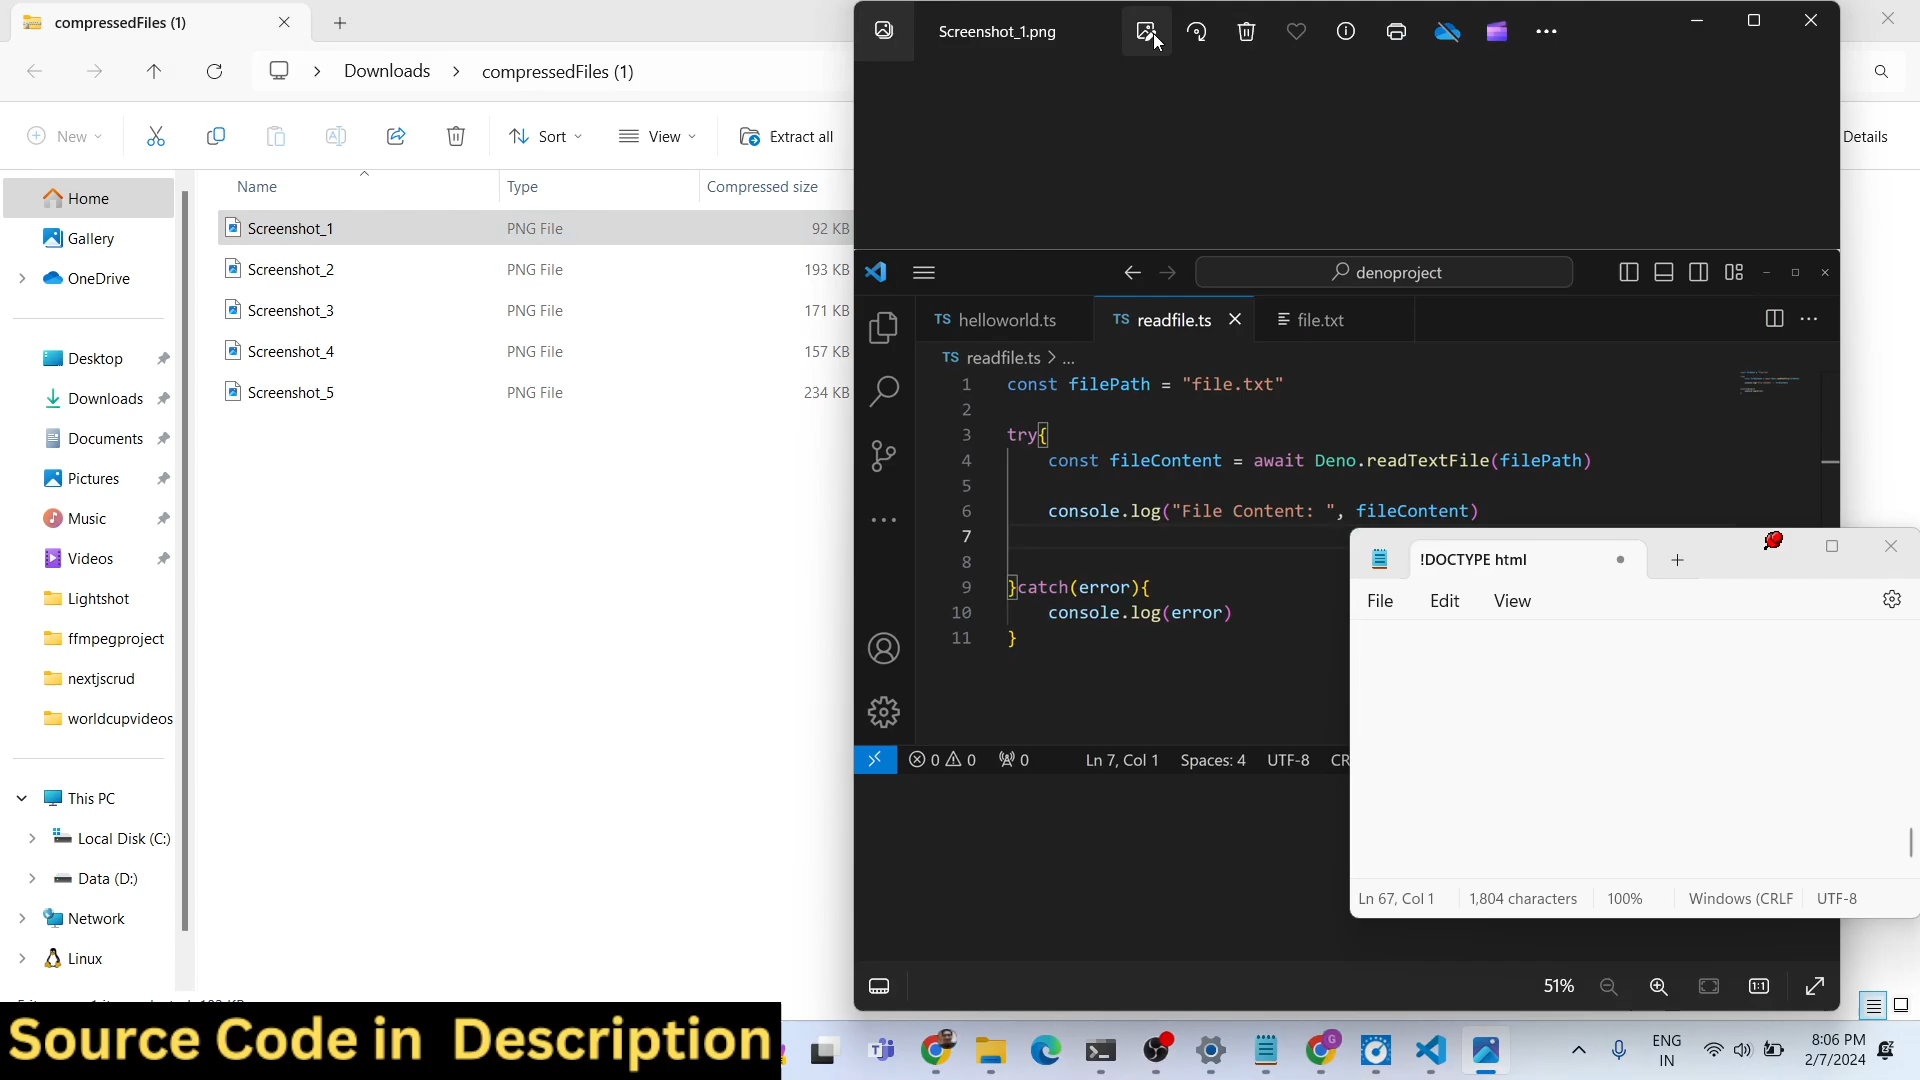 compressedFiles (1)
Downloads
compressedFiles (1)
New
Sort
View
Extract all
Details
Name
Type
Compressed size
Screenshot_1
PNG File
92 KB
Screenshot_2
PNG File
193 KB
Screenshot_3
PNG File
171 KB
Screenshot_4
PNG File
157 KB
Screenshot_5
PNG File
234 KB
Home
Gallery
OneDrive
Desktop
Downloads
Documents
Pictures
Music
Videos
Lightshot
ffmpegproject
nextjscrud
worldcupvideos
This PC
Local Disk (C:)
Data (D:)
Network
Linux
Screenshot_1.png
denoproject
TS helloworld.ts
TS readfile.ts
file.txt
TS readfile.ts > ...
1 const filePath = "file.txt"
2
3 try{
4 const fileContent = await Deno.readTextFile(filePath)
5
6 console.log("File Content: ", fileContent)
7
8
9 }catch(error){
10 console.log(error)
11 }
0 0 0 Ln 7, Col 1 Spaces: 4 UTF-8 CR
51%
1:1
!DOCTYPE html
File Edit View
Ln 67, Col 1 1,804 characters 100% Windows (CRLF UTF-8
Source Code in Description
G
ENG
IN
8:06 PM
2/7/2024